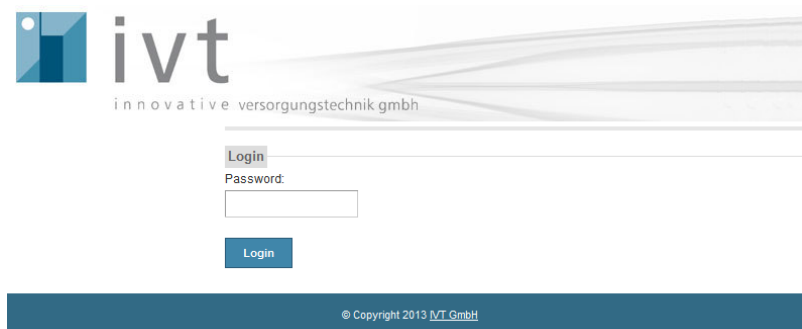 ivt
innovative versorgungstechnik gmbh
Login
Password:
Login
© Copyright 2013 IVT GmbH